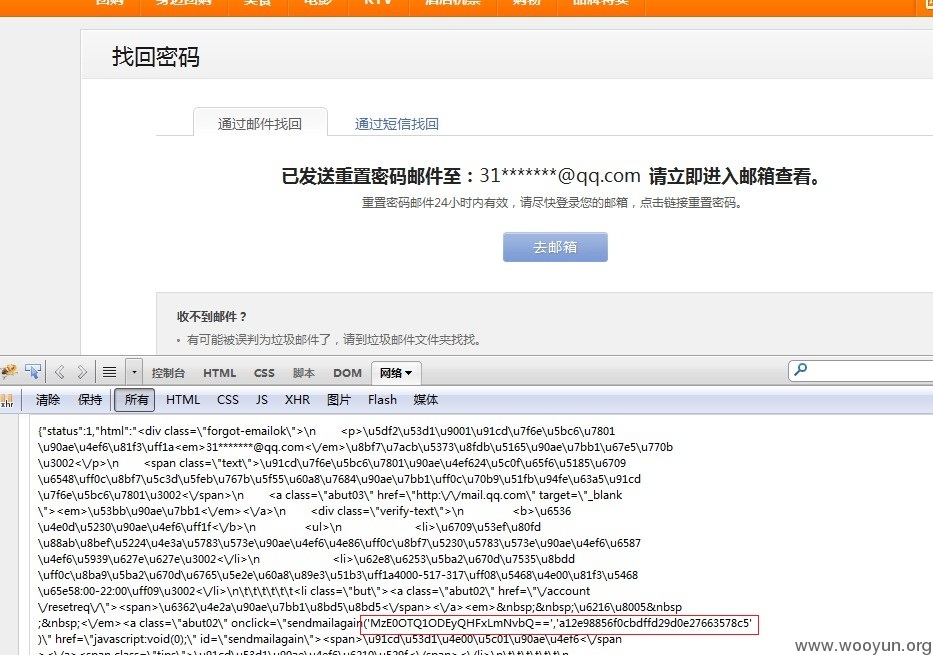 团购 身边团购 美食 电影 KTV 酒店机票 购物 品牌特卖
找回密码
通过邮件找回 通过短信找回
已发送重置密码邮件至：31*******@qq.com 请立即进入邮箱查看。
重置密码邮件24小时内有效，请尽快登录您的邮箱，点击链接重置密码。
去邮箱
收不到邮件？
• 有可能被误判为垃圾邮件了，请到垃圾邮件文件夹找找。
控制台 HTML CSS 脚本 DOM 网络
xhr 清除 保持 所有 HTML CSS JS XHR 图片 Flash 媒体
{"status":1,"html":"<div class=\"forgot-emailok\">\n <p>\u5df2\u53d1\u9001\u91cd\u7f6e\u5bc6\u7801
\u90ae\u4ef6\u81f3\uff1a<em>31*******@qq.com<\/em>\u8bf7\u7acb\u5373\u8fdb\u5165\u90ae\u7bb1\u67e5\u770b
\u3002<\/p>\n <span class=\"text\">\u91cd\u7f6e\u5bc6\u7801\u90ae\u4ef624\u5c0f\u65f6\u5185\u6709
\u6548\uff0c\u8bf7\u5c3d\u5feb\u767b\u5f55\u60a8\u7684\u90ae\u7bb1\uff0c\u70b9\u51fb\u94fe\u63a5\u91cd
\u7f6e\u5bc6\u7801\u3002<\/span>\n <a class=\"abut03\" href=\"http:\/\/mail.qq.com\" target=\"_blank
\"><em>\u53bb\u90ae\u7bb1<\/em><\/a>\n <div class=\"verify-text\">\n <b>\u6536
\u4e0d\u5230\u90ae\u4ef6\uff1f<\/b>\n <ul>\n <li>\u6709\u53ef\u80fd
\u88ab\u8bef\u5224\u4e3a\u5783\u573e\u90ae\u4ef6\u4e86\uff0c\u8bf7\u5230\u5783\u573e\u90ae\u4ef6\u6587
\u4ef6\u5939\u627e\u627e\u3002<\/li>\n <li>\u62e8\u6253\u5ba2\u670d\u7535\u8bdd
\uff0c\u8ba9\u5ba2\u670d\u6765\u5e2e\u60a8\u89e3\u51b3\uff1a4000-517-317\uff08\u5468\u4e00\u81f3\u5468
\u65e58:00-22:00\uff09\u3002<\/li>\n\t\t\t\t\t\t<li class=\"but\"><a class=\"abut02\" href=\"\/account
\/resetreq\/\"><span>\u6362\u4e2a\u90ae\u7bb1\u8bd5\u8bd5<\/span><\/a><em>&nbsp;&nbsp;\u6216\u8005&nbsp
;&nbsp;<\/em><a class=\"abut02\" onclick=\"sendmailagain('MzE0OTQ1ODEyQHFxLmNvbQ==','a12e98856f0cbdffd29d0e27663578c5'
)\" href=\"javascript:void(0);\" id=\"sendmailagain\"><span>\u91cd\u53d1\u4e00\u90ae\u4ef6<\/span
www.wooyun.org